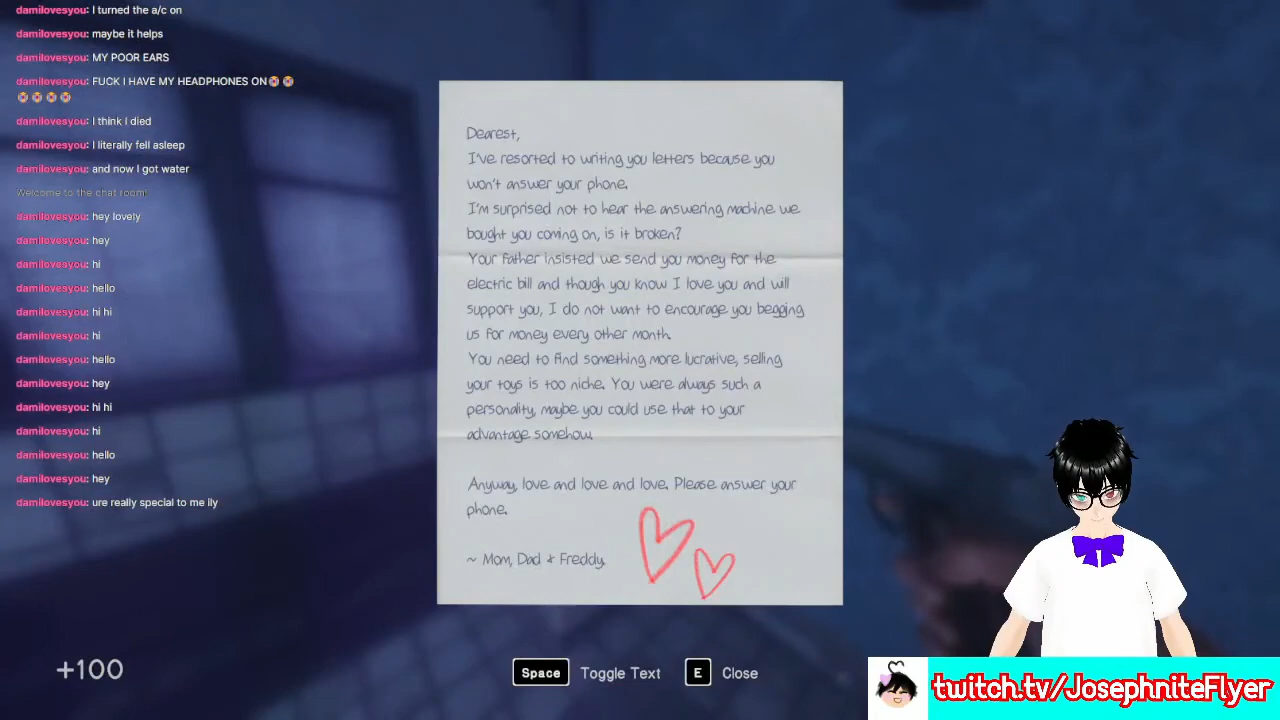 damilovesyou: I turned the a/c on
damilovesyou: maybe it helps
damilovesyou: MY POOR EARS
damilovesyou: FUCK I HAVE MY HEADPHONES ON😭😭
😭😭😭😭
damilovesyou: I think I died
damilovesyou: I literally fell asleep
damilovesyou: and now I got water
Welcome to the chat room!
damilovesyou: hey lovely
damilovesyou: hey
damilovesyou: hi
damilovesyou: hello
damilovesyou: hi hi
damilovesyou: hi
damilovesyou: hello
damilovesyou: hey
damilovesyou: hi hi
damilovesyou: hi
damilovesyou: hello
damilovesyou: hey
damilovesyou: ure really special to me ily
Dearest,
I've resorted to writing you letters because you
won't answer your phone.
I'm surprised not to hear the answering machine we
bought you coming on, is it broken?
Your Father insisted we send you money for the
electric bill and though you know I love you and will
support you, I do not want to encourage you begging
us for money every other month.
You need to find something more lucrative, selling
your toys is too niche. You were always such a
personality, maybe you could use that to your
advantage somehow.
Anyway, love and love and love. Please answer your
phone.
~ Mom, Dad + Freddy.
+100
Space Toggle Text E Close
twitch.tv/JosephniteFlyer